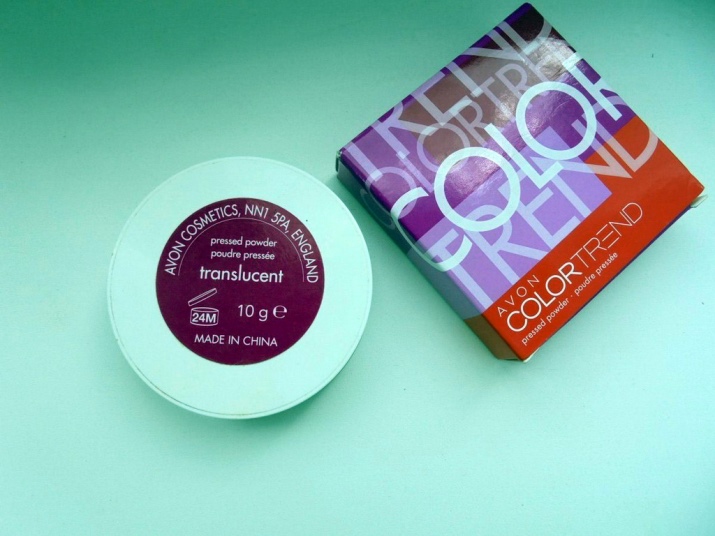 AVON COSMETICS, NN1 5PA, ENGLAND
pressed powder
poudre pressée
translucent
24M
10 g ℮
MADE IN CHINA
TREND
COLORTREN
COLOR
TREND
AVON
COLORTREND
pressed powder · poudre pressée